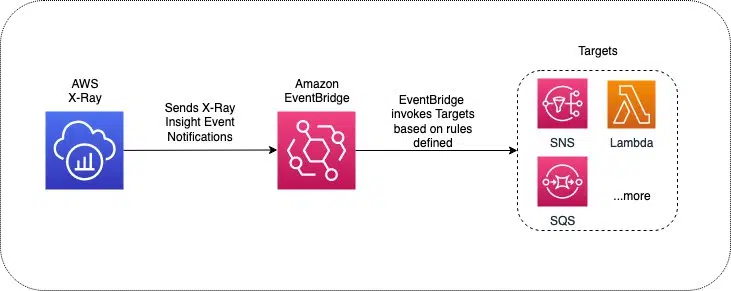 Targets
AWS
X-Ray
Sends X-Ray
Insight Event
Notifications
Amazon
EventBridge
EventBridge
invokes Targets
based on rules
defined
SNS
Lambda
SQS
...more